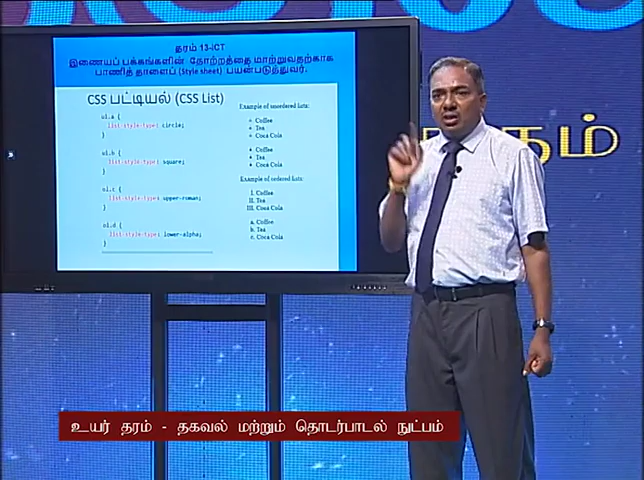 தரம் 13-ICT
இணையப் பக்கங்களின் தோற்றத்தை மாற்றுவதற்காக
பாணித் தாளைப் (Style sheet) பயன்படுத்துவர்.
CSS பட்டியல் (CSS List)
ul.a {
list-style-type: circle;
}
ul.b {
list-style-type: square;
}
ol.c {
list-style-type: upper-roman;
}
ol.d {
list-style-type: lower-alpha;
}
Example of unordered lists:
Coffee
Tea
Coca Cola
Coffee
Tea
Coca Cola
Example of ordered lists:
I. Coffee
II. Tea
III. Coca Cola
a. Coffee
b. Tea
c. Coca Cola
உயர் தரம் - தகவல் மற்றும் தொடர்பாடல் நுட்பம்